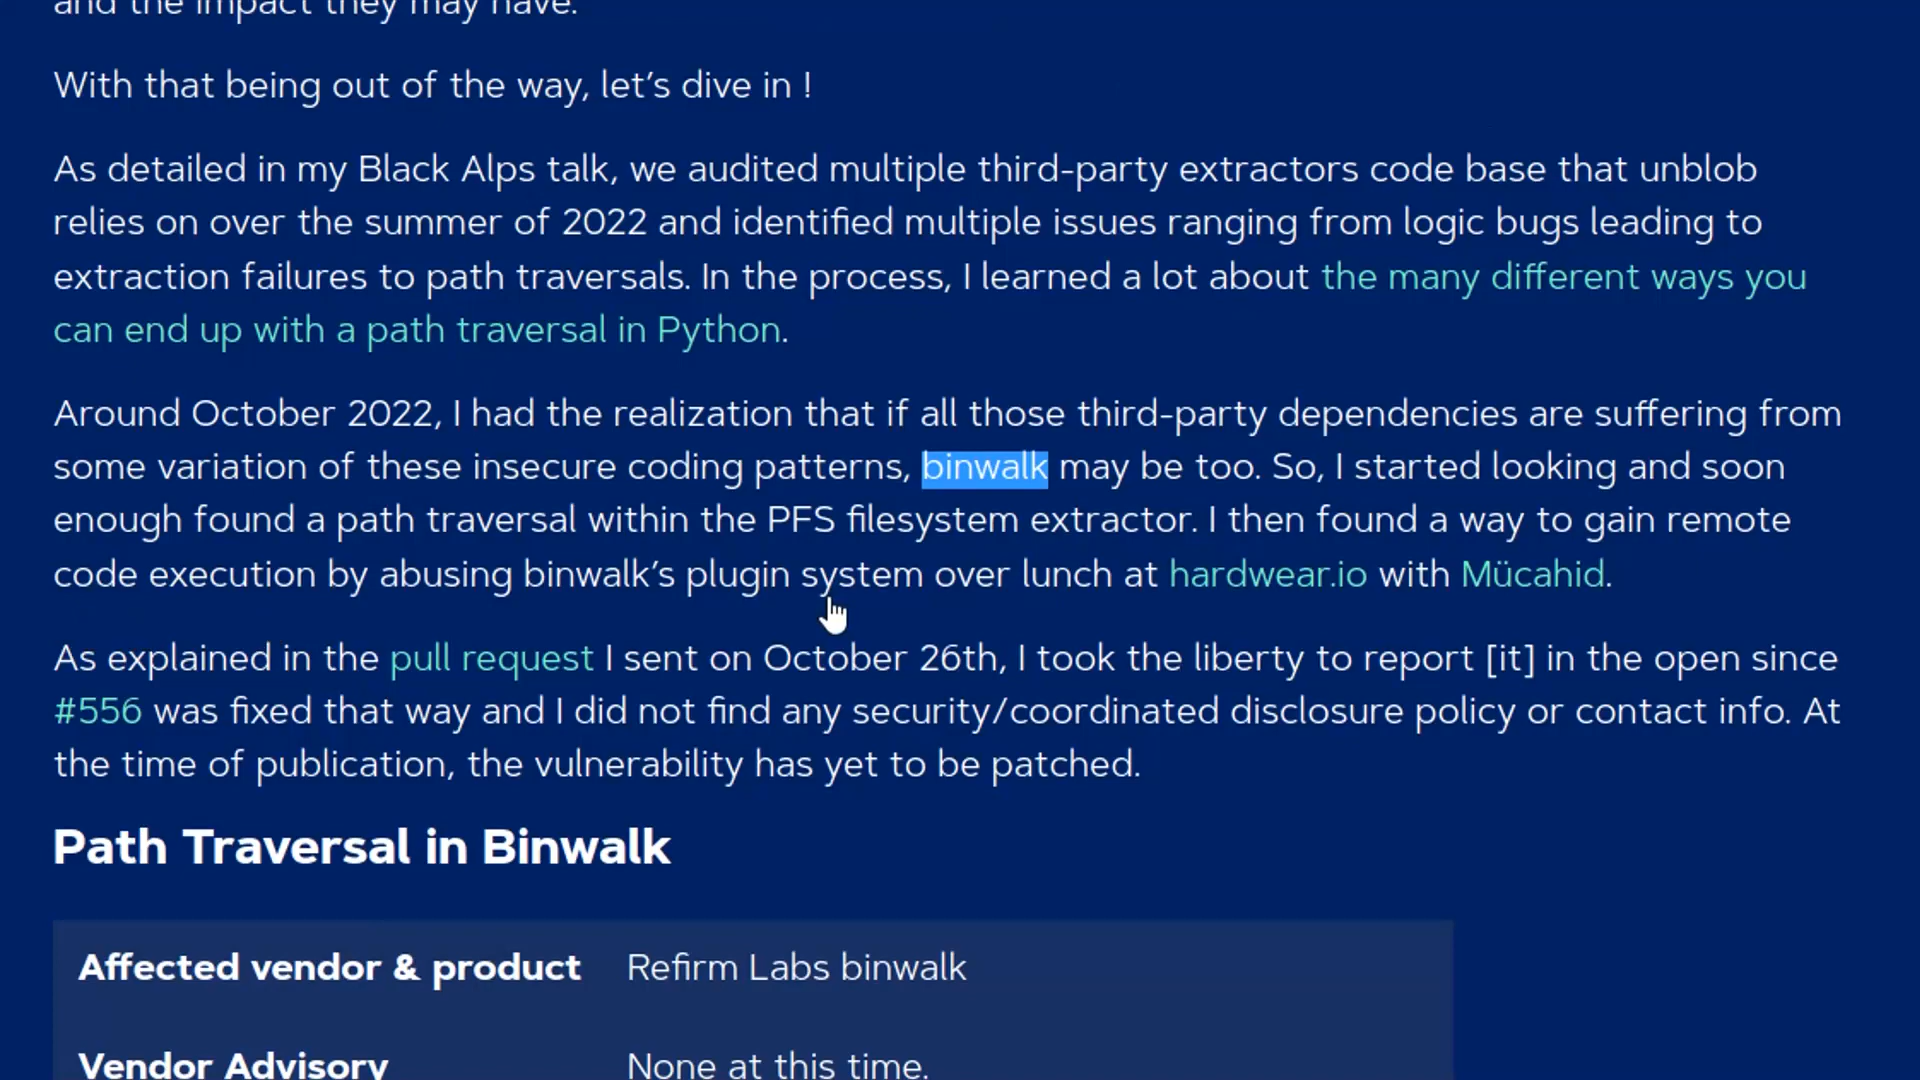 and the impact they may have.
With that being out of the way, let’s dive in !
As detailed in my Black Alps talk, we audited multiple third-party extractors code base that unblob
relies on over the summer of 2022 and identified multiple issues ranging from logic bugs leading to
extraction failures to path traversals. In the process, I learned a lot about the many different ways you
can end up with a path traversal in Python.
Around October 2022, I had the realization that if all those third-party dependencies are suffering from
some variation of these insecure coding patterns, binwalk may be too. So, I started looking and soon
enough found a path traversal within the PFS filesystem extractor. I then found a way to gain remote
code execution by abusing binwalk’s plugin system over lunch at hardwear.io with Mücahid.
As explained in the pull request I sent on October 26th, I took the liberty to report [it] in the open since
#556 was fixed that way and I did not find any security/coordinated disclosure policy or contact info. At
the time of publication, the vulnerability has yet to be patched.
Path Traversal in Binwalk
Affected vendor & product Refirm Labs binwalk
Vendor Advisory None at this time.